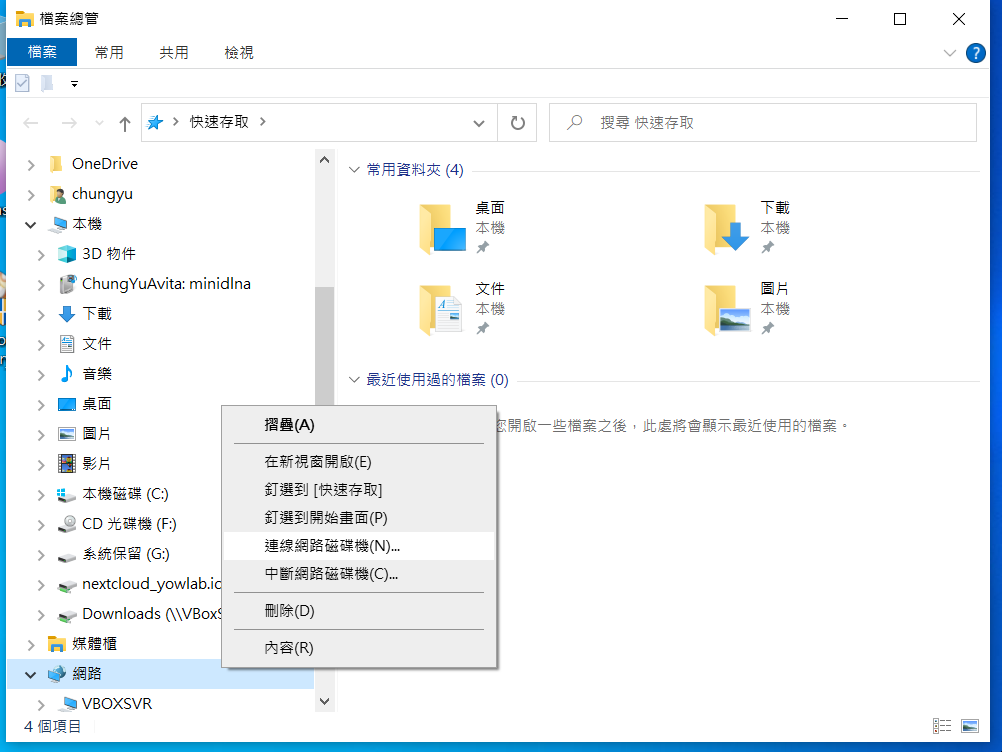 檔案總管
檔案 常用 共用 檢視
快速存取
搜尋 快速存取
OneDrive
chungyu
本機
3D 物件
ChungYuAvita: minidlna
下載
文件
音樂
桌面
圖片
影片
本機磁碟 (C:)
CD 光碟機 (F:)
系統保留 (G:)
nextcloud_yowlab.ic
Downloads (\\VBoxS
媒體櫃
網路
VBOXSVR
4 個項目
常用資料夾 (4)
桌面
本機
下載
本機
文件
本機
圖片
本機
最近使用過的檔案 (0)
您開啟一些檔案之後，此處將會顯示最近使用的檔案。
摺疊(A)
在新視窗開啟(E)
釘選到 [快速存取]
釘選到開始畫面(P)
連線網路磁碟機(N)...
中斷網路磁碟機(C)...
刪除(D)
內容(R)